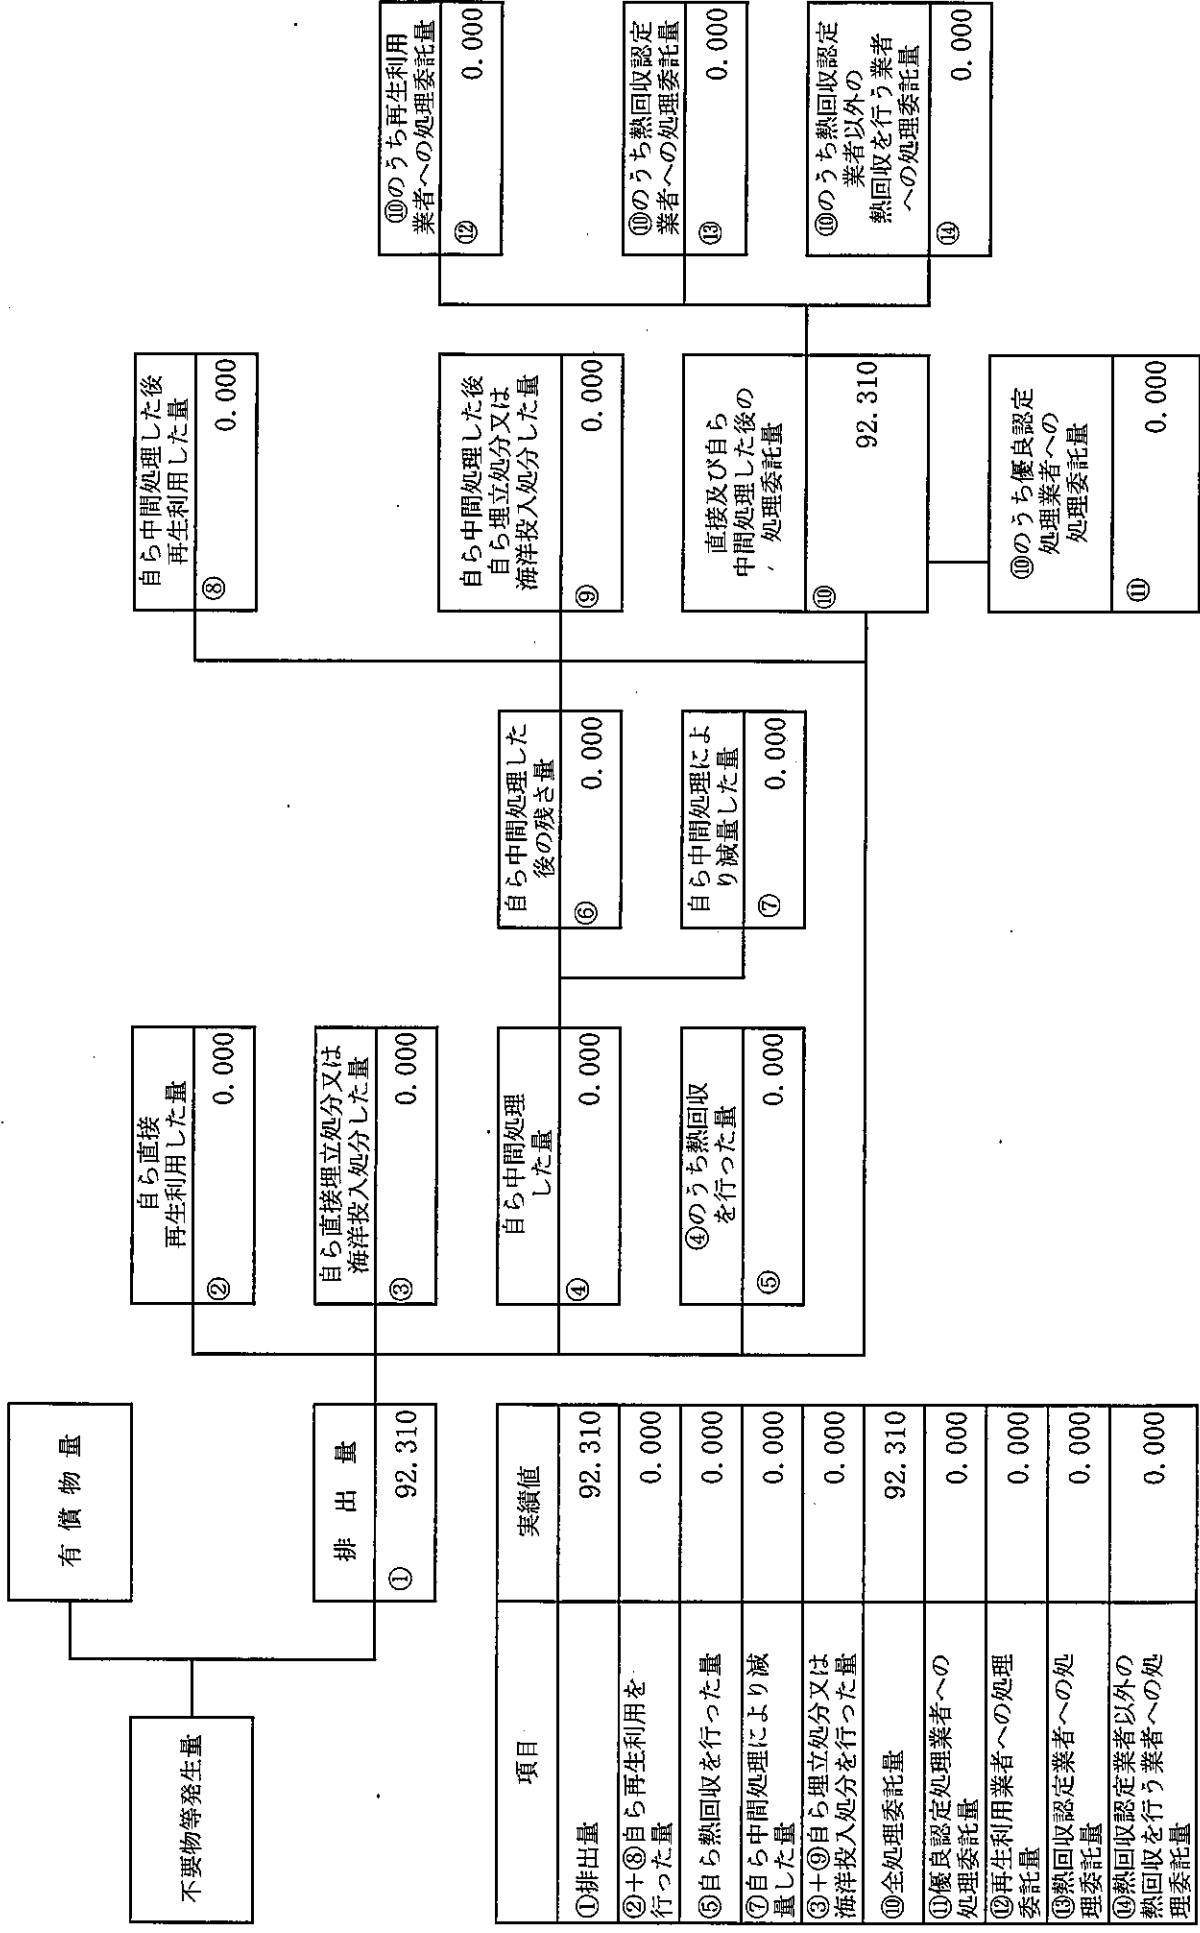 不要物等発生量
有償物量
排出量
① 92.310
自ら直接
再生利用した量
② 0.000
自ら直接埋立処分又は
海洋投入処分した量
③ 0.000
自ら中間処理
した量
④ 0.000
④のうち熱回収
を行った量
⑤ 0.000
自ら中間処理した
後の残さ量
⑥ 0.000
自ら中間処理によ
り減量した量
⑦ 0.000
自ら中間処理した後
再生利用した量
⑧ 0.000
自ら中間処理した後
自ら埋立処分又は
海洋投入処分した量
⑨ 0.000
直接及び自ら
中間処理した後の
処理委託量
⑩ 92.310
⑩のうち優良認定
処理業者への
処理委託量
⑪ 0.000
⑩のうち再生利用
業者への処理委託量
⑫ 0.000
⑩のうち熱回収認定
業者への処理委託量
⑬ 0.000
⑩のうち熱回収認定
業者以外の
熱回収を行う業者
への処理委託量
⑭ 0.000
項目 実績値
①排出量 92.310
②+⑧自ら再生利用を
行った量 0.000
⑤自ら熱回収を行った量 0.000
⑦自ら中間処理により減
量した量 0.000
③+⑨自ら埋立処分又は
海洋投入処分を行った量 0.000
⑩全処理委託量 92.310
⑪優良認定処理業者への
処理委託量 0.000
⑫再生利用業者への処理
委託量 0.000
⑬熱回収認定業者への処
理委託量 0.000
⑭熱回収認定業者以外の
熱回収を行う業者への処
理委託量 0.000